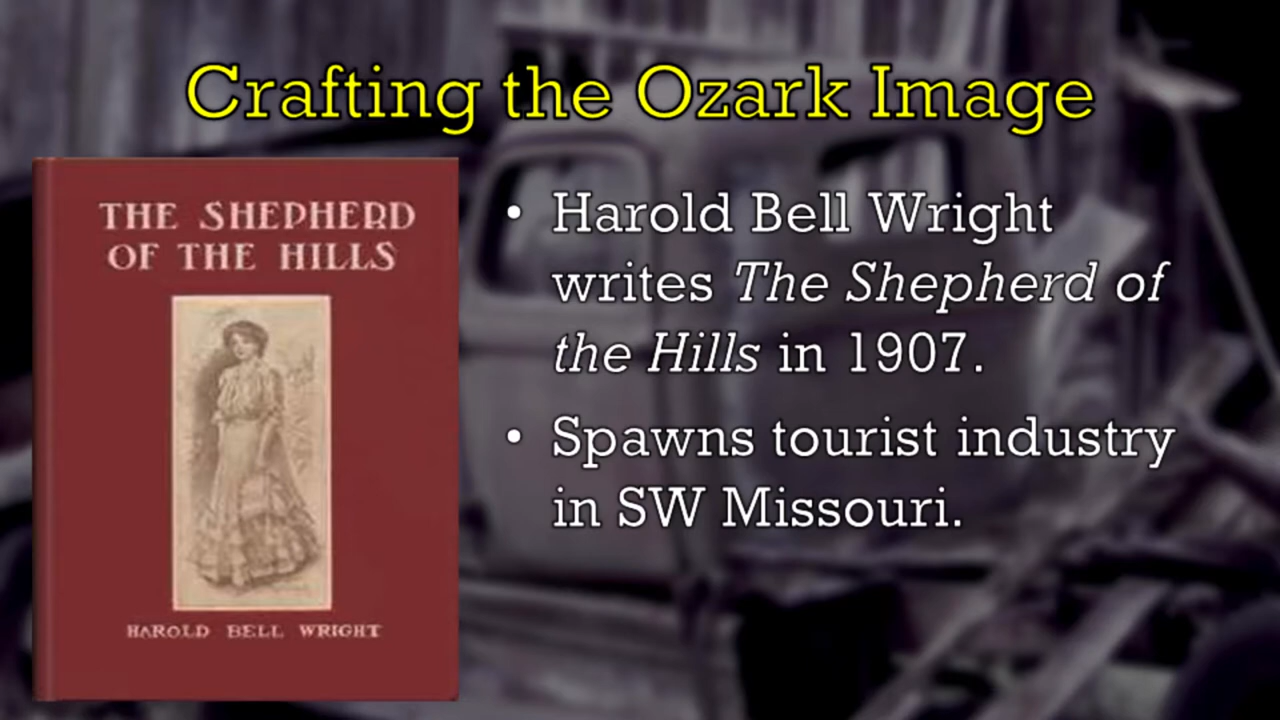 Crafting the Ozark Image
THE SHEPHERD
OF THE HILLS
HAROLD BELL WRIGHT
• Harold Bell Wright
writes The Shepherd of
the Hills in 1907.
• Spawns tourist industry
in SW Missouri.